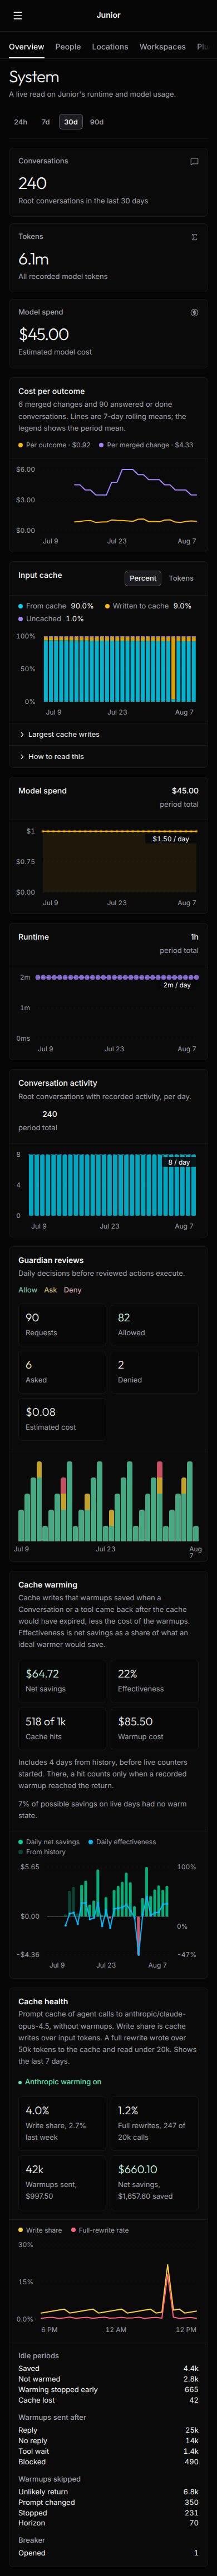 Junior
Overview People Locations Workspaces Plu
System
A live read on Junior's runtime and model usage.
24h 7d 30d 90d
Conversations
240
Root conversations in the last 30 days
Tokens
6.1m
All recorded model tokens
Model spend
$45.00
Estimated model cost
Cost per outcome
6 merged changes and 90 answered or done
conversations. Lines are 7-day rolling means; the
legend shows the period mean.
Per outcome · $0.92 Per merged change · $4.33
$6.00
$3.00
$0.00
Jul 9 Jul 23 Aug 7
Input cache
Percent Tokens
From cache 90.0% Written to cache 9.0%
Uncached 1.0%
100%
50%
0%
Jul 9 Jul 23 Aug 7
Largest cache writes
How to read this
Model spend $45.00
period total
$1
$1.50 / day
$0.75
$0.00
Jul 9 Jul 23 Aug 7
Runtime 1h
period total
2m
2m / day
1m
0ms
Jul 9 Jul 23 Aug 7
Conversation activity
Root conversations with recorded activity, per day.
240
period total
8
8 / day
4
0
Jul 9 Jul 23 Aug 7
Guardian reviews
Daily decisions before reviewed actions execute.
Allow Ask Deny
90
Requests
82
Allowed
6
Asked
2
Denied
$0.08
Estimated cost
Jul 9 Jul 23 Aug
7
Cache warming
Cache writes that warmups saved when a
Conversation or a tool came back after the cache
would have expired, less the cost of the warmups.
Effectiveness is net savings as a share of what an
ideal warmer would save.
$64.72
Net savings
22%
Effectiveness
518 of 1k
Cache hits
$85.50
Warmup cost
Includes 4 days from history, before live counters
started. There, a hit counts only when a recorded
warmup reached the return.
7% of possible savings on live days had no warm
state.
Daily net savings Daily effectiveness
From history
$5.65 100%
$0.00 0%
-$4.36 -47%
Jul 9 Jul 23 Aug 7
Cache health
Prompt cache of agent calls to anthropic/claude-
opus-4.5, without warmups. Write share is cache
writes over input tokens. A full rewrite wrote over
50k tokens to the cache and read under 20k. Shows
the last 7 days.
Anthropic warming on
4.0%
Write share, 2.7%
last week
1.2%
Full rewrites, 247 of
20k calls
42k
Warmups sent,
$997.50
$660.10
Net savings,
$1,657.60 saved
Write share Full-rewrite rate
30%
15%
0.0%
6 PM 12 AM 12 PM
Idle periods
Saved 4.4k
Not warmed 2.8k
Warming stopped early 665
Cache lost 42
Warmups sent after
Reply 25k
No reply 14k
Tool wait 1.4k
Blocked 490
Warmups skipped
Unlikely return 6.8k
Prompt changed 350
Stopped 231
Horizon 70
Breaker
Opened 1